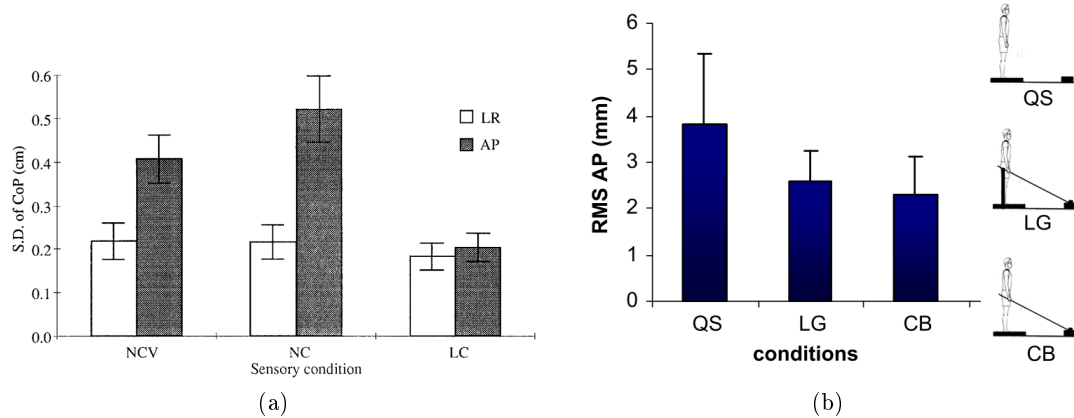 0.6
0.5
0.4
0.3
0.2
0.1
0.0
S.D. of CoP (cm)
LR
AP
NCV NC LC
Sensory condition
(a)
6
5
4
3
2
1
0
RMS AP (mm)
QS LG CB
conditions
QS
LG
CB
(b)